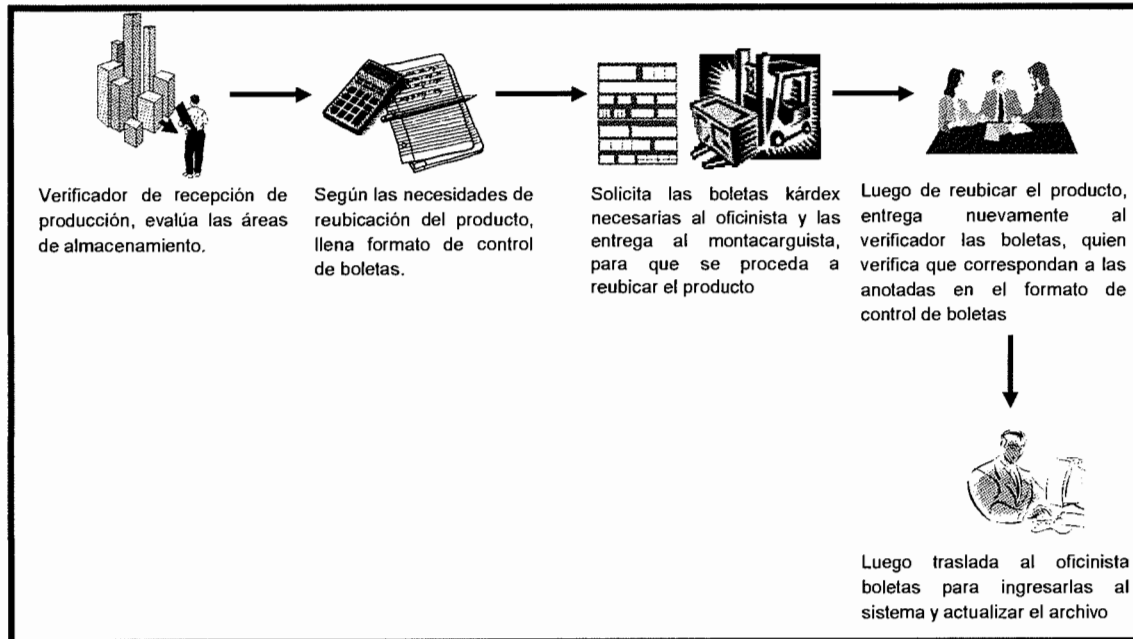 Verificador de recepción de
producción, evalúa las áreas
de almacenamiento.
Según las necesidades de
reubicación del producto,
llena formato de control
de boletas.
Solicita las boletas kárdex
necesarias al oficinista y las
entrega al montacarguista,
para que se proceda a
reubicar el producto
Luego de reubicar el producto,
entrega nuevamente al
verificador las boletas, quien
verifica que correspondan a las
anotadas en el formato de
control de boletas
Luego traslada al oficinista
boletas para ingresarlas al
sistema y actualizar el archivo